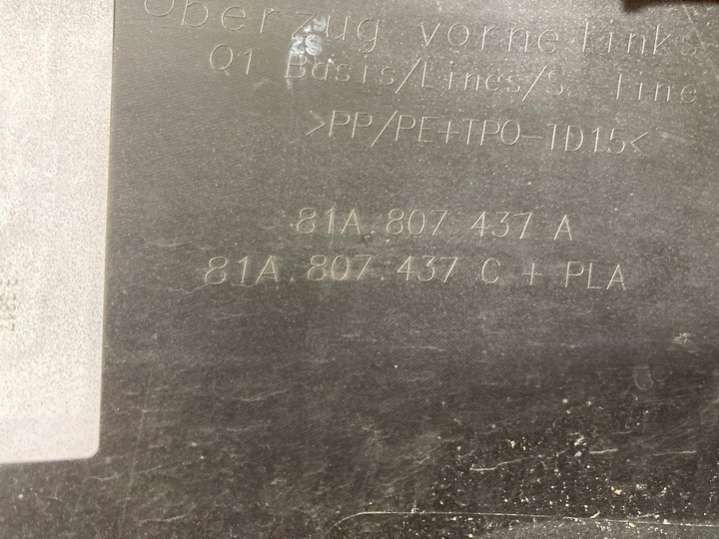 Überzug vorne links
Q1 Basis/Lines/S line
>PP/PE+TPO-TD15<
81A.807.437 A
81A.807.437 C + PLA